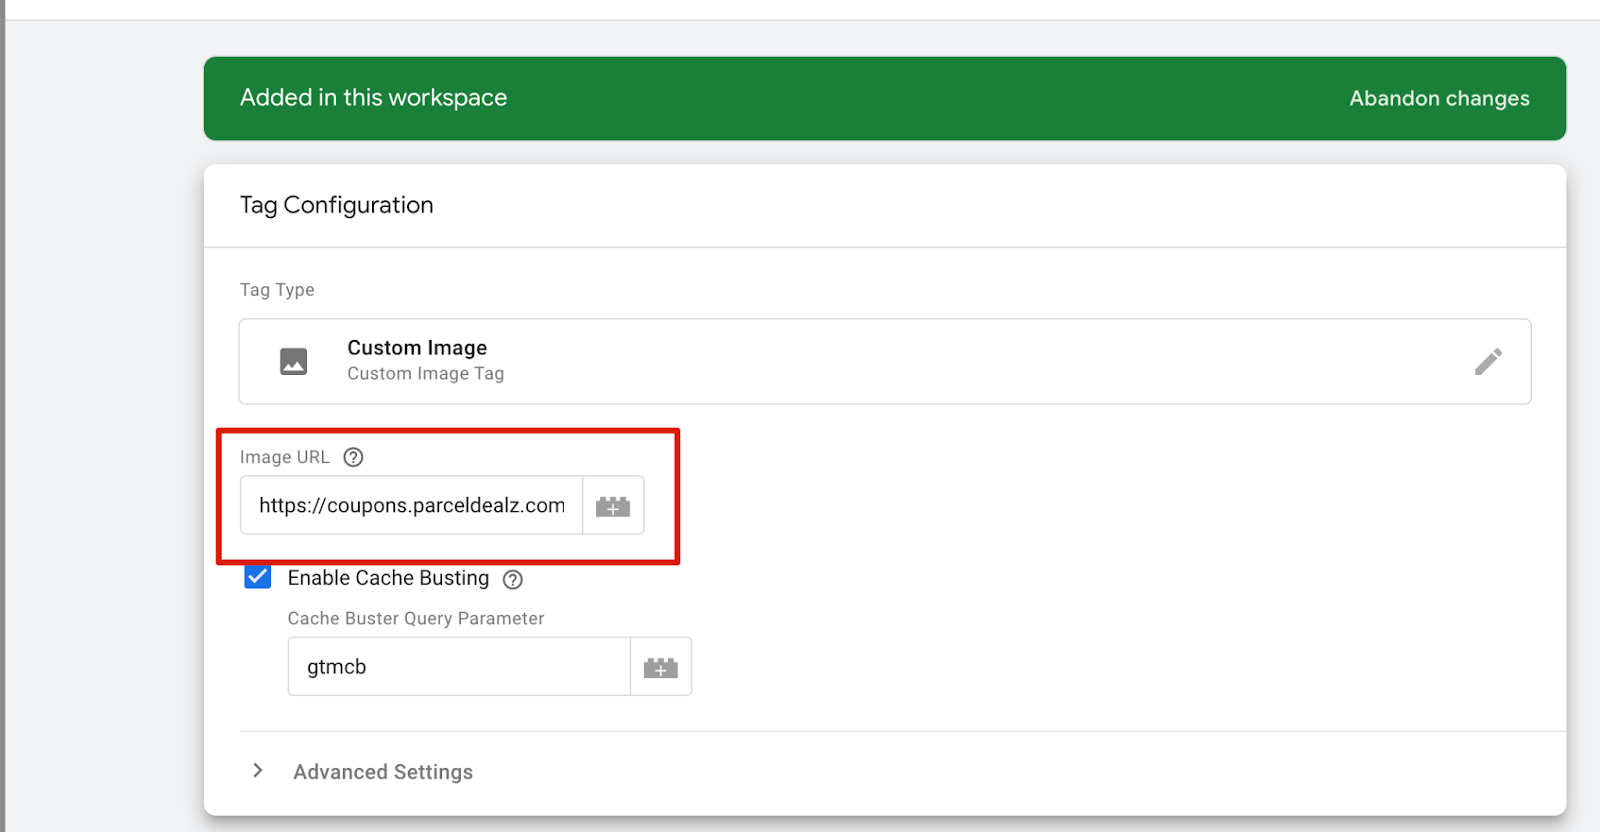 Added in this workspace
Abandon changes
Tag Configuration
Tag Type
Custom Image
Custom Image Tag
Image URL
https://coupons.parceldealz.com
Enable Cache Busting
Cache Buster Query Parameter
gtmcb
Advanced Settings